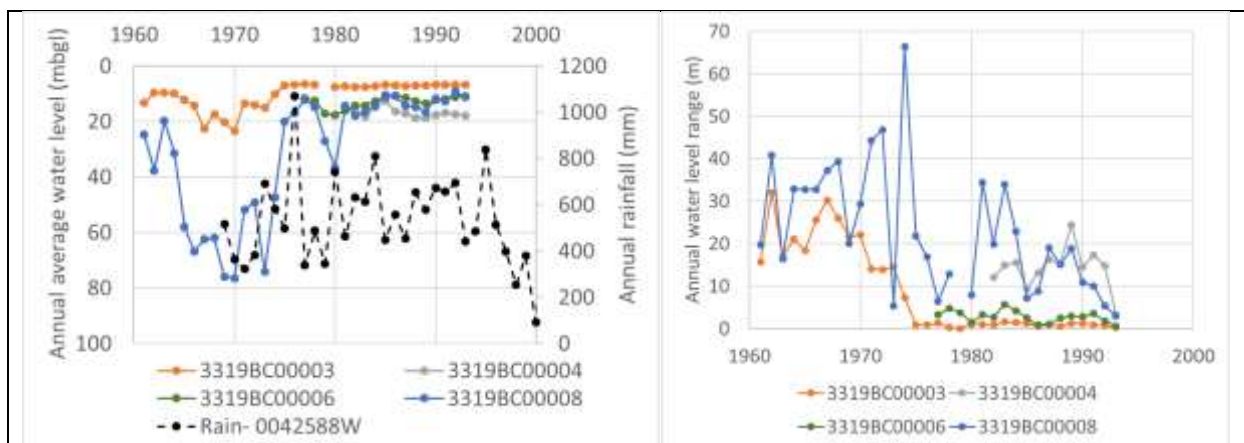 1960 1970 1980 1990 2000
Annual average water level (mbgl)
0
20
40
60
80
100
1200
1000
800
600
400
200
0
Annual rainfall (mm)
3319BC00003 3319BC00004
3319BC00006 3319BC00008
Rain- 0042588W
Annual water level range (m)
70
60
50
40
30
20
10
0
1960 1970 1980 1990 2000
3319BC00003 3319BC00004
3319BC00006 3319BC00008